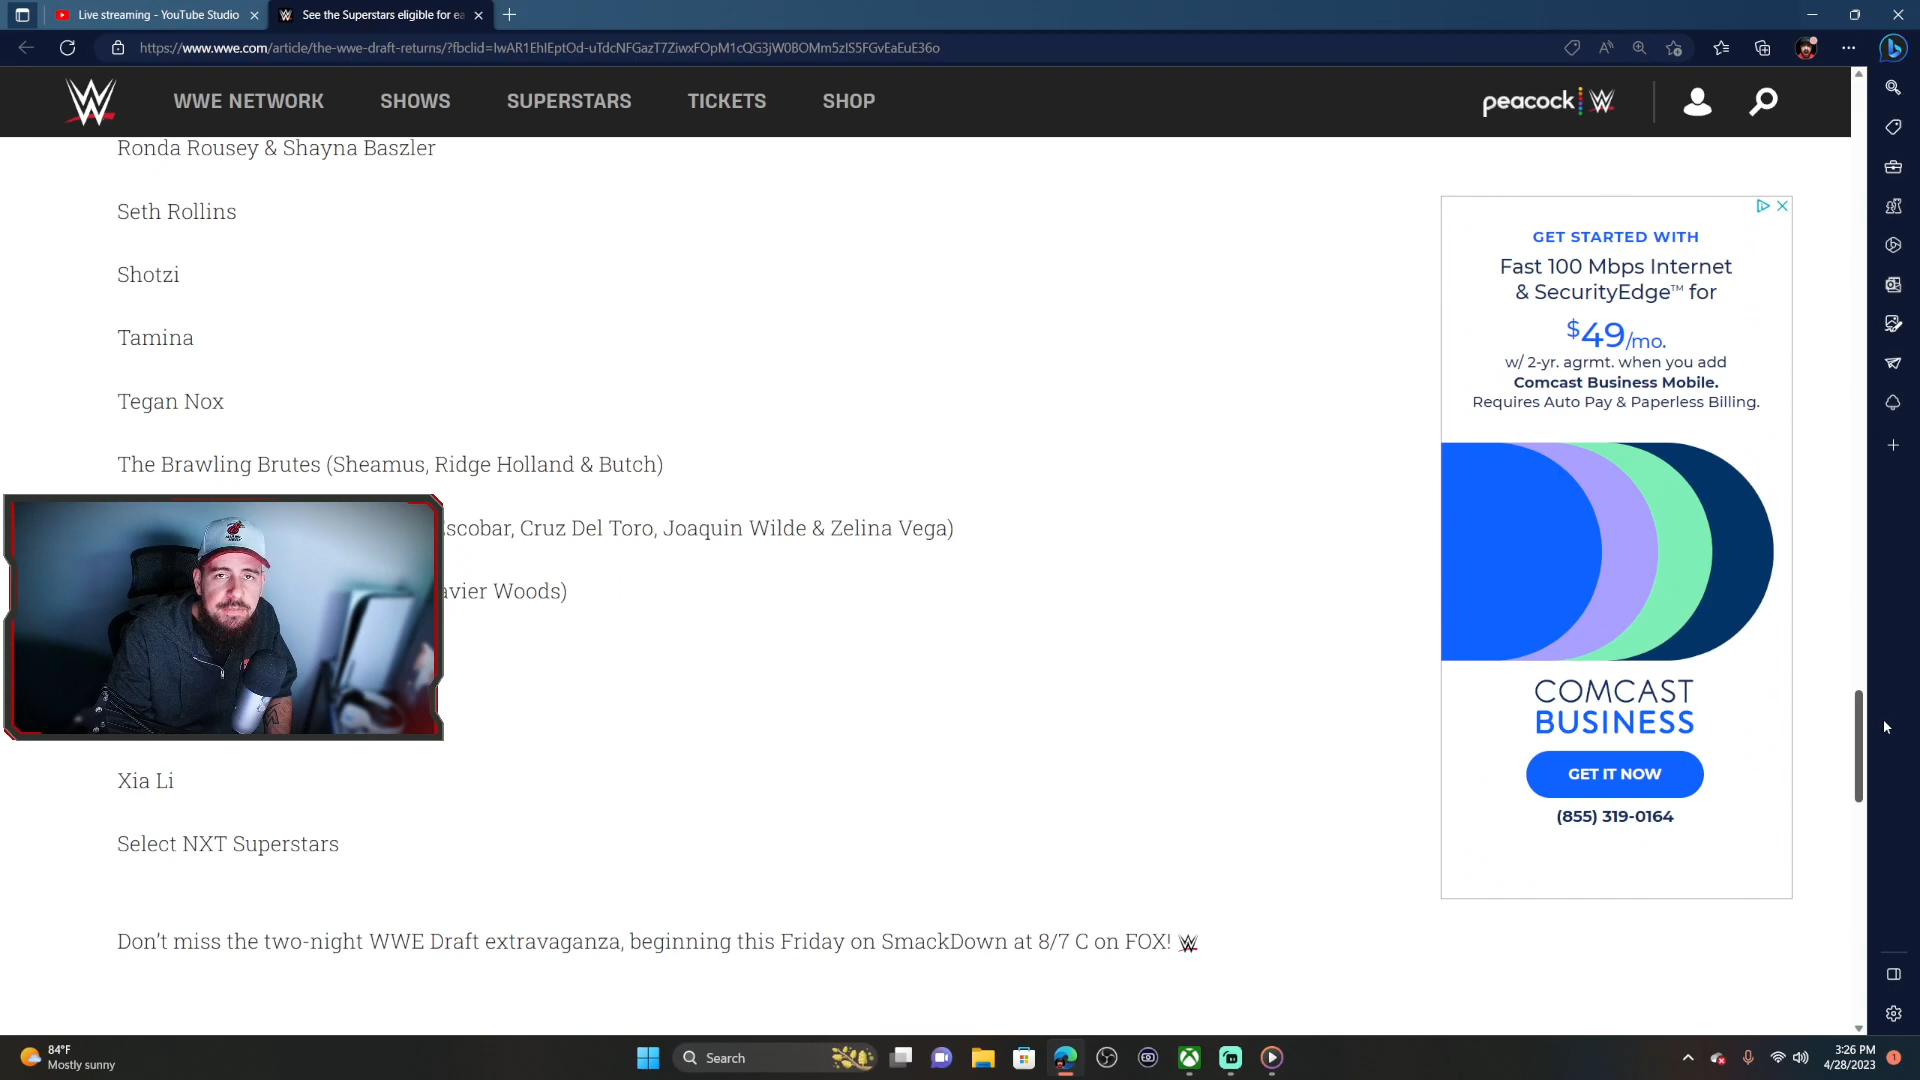 Live streaming - YouTube Studio
See the Superstars eligible for ea
https://www.wwe.com/article/the-wwe-draft-returns/?fbclid=IwAR1EhlEptOd-uTdcNFGazT7ZiwxFOpM1cQG3jW0BOMm5zlS5FGvEaEuE36o
WWE NETWORK SHOWS SUPERSTARS TICKETS SHOP
peacock W
Ronda Rousey & Shayna Baszler
Seth Rollins
Shotzi
Tamina
Tegan Nox
The Brawling Brutes (Sheamus, Ridge Holland & Butch)
scobar, Cruz Del Toro, Joaquin Wilde & Zelina Vega)
avier Woods)
Xia Li
Select NXT Superstars
Don’t miss the two-night WWE Draft extravaganza, beginning this Friday on SmackDown at 8/7 C on FOX!
GET STARTED WITH
Fast 100 Mbps Internet
& SecurityEdge™ for
$49/mo.
w/ 2-yr. agrmt. when you add
Comcast Business Mobile.
Requires Auto Pay & Paperless Billing.
COMCAST
BUSINESS
GET IT NOW
(855) 319-0164
84°F
Mostly sunny
Search
3:26 PM
4/28/2023
1